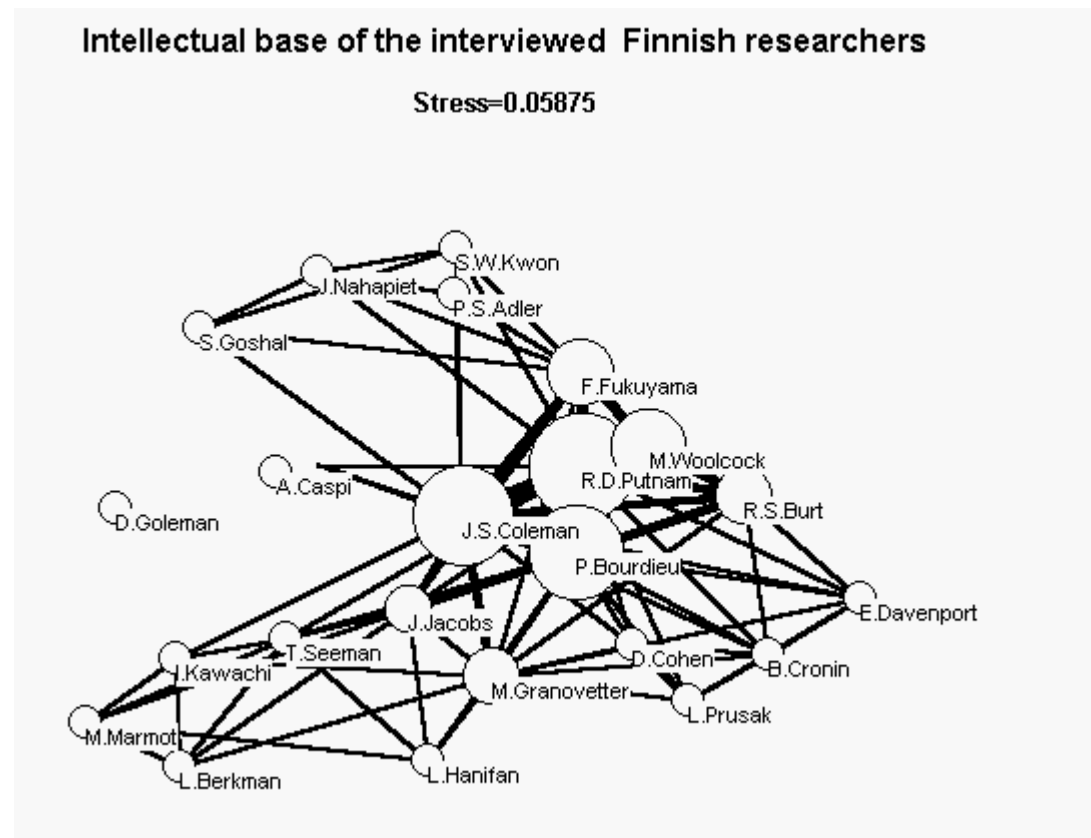 Intellectual base of the interviewed Finnish researchers
Stress=0.05875
S.W.Kwon
J.Nahapiet
P.S.Adler
S.Goshal
F.Fukuyama
M.Woolcock
R.D.Putnam
A.Caspi
R.S.Burt
D.Goleman
J.S.Coleman
P.Bourdieu
E.Davenport
J.Jacobs
T.Seeman
D.Cohen
B.Cronin
I.Kawachi
M.Granovetter
L.Prusak
M.Marmot
L.Hanifan
L.Berkman